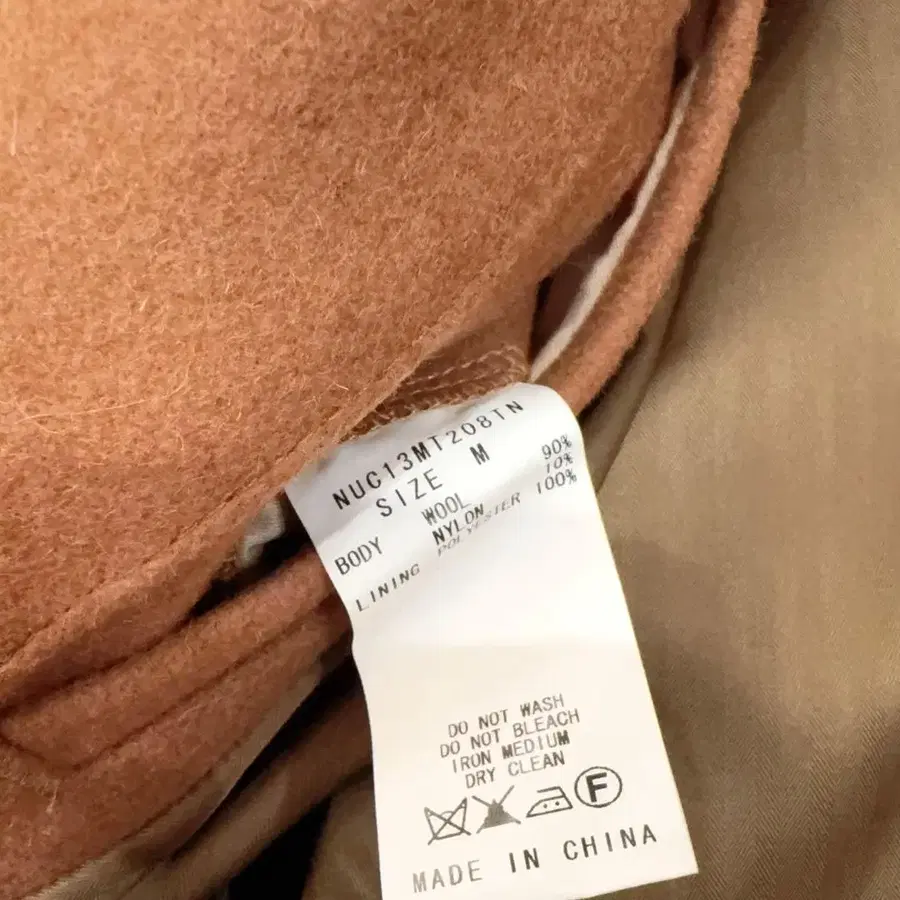 NUC13MT208TN
SIZE M
BODY WOOL 90%
NYLON 10%
LINING POLYESTER 100%
DO NOT WASH
DO NOT BLEACH
IRON MEDIUM
DRY CLEAN
F
MADE IN CHINA